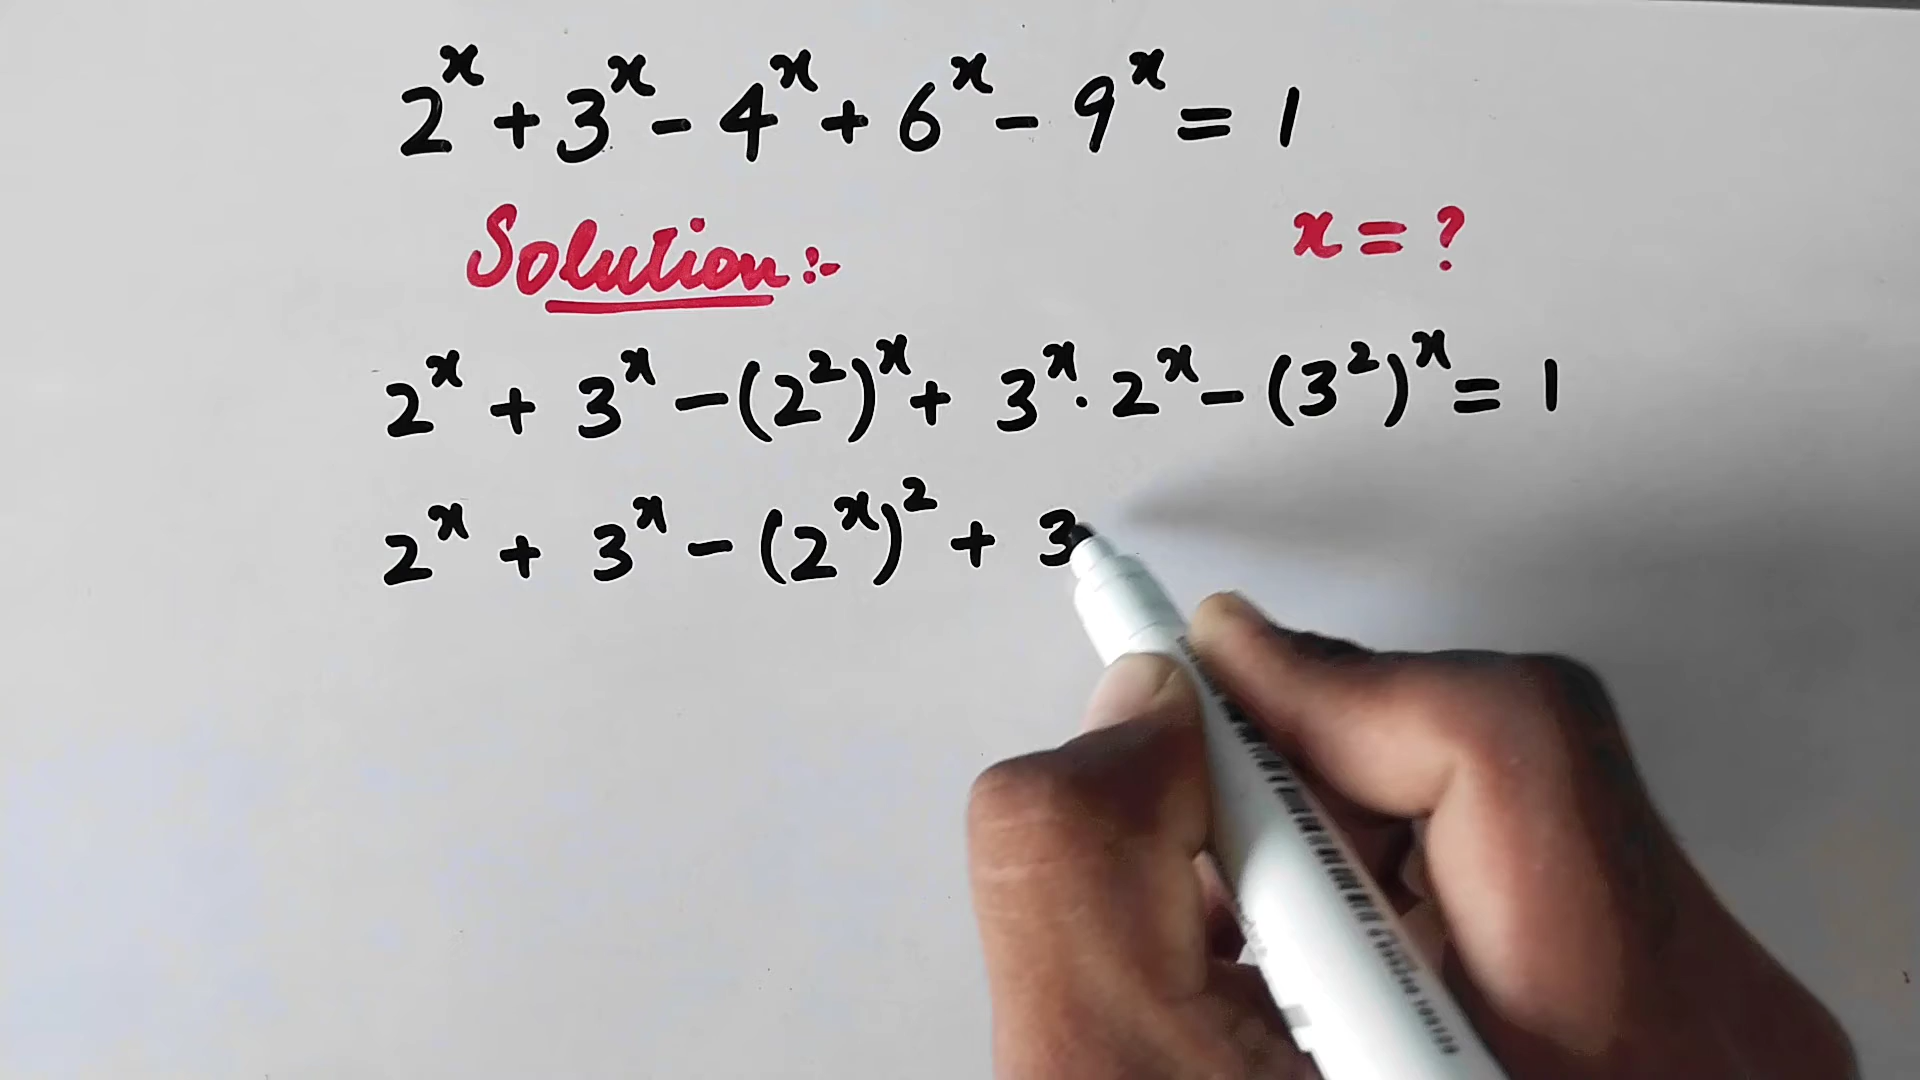 2^x + 3^x - 4^x + 6^x - 9^x = 1
Solution:-
x = ?
2^x + 3^x - (2^2)^x + 3^x · 2^x - (3^2)^x = 1
2^x + 3^x - (2^x)^2 + 3